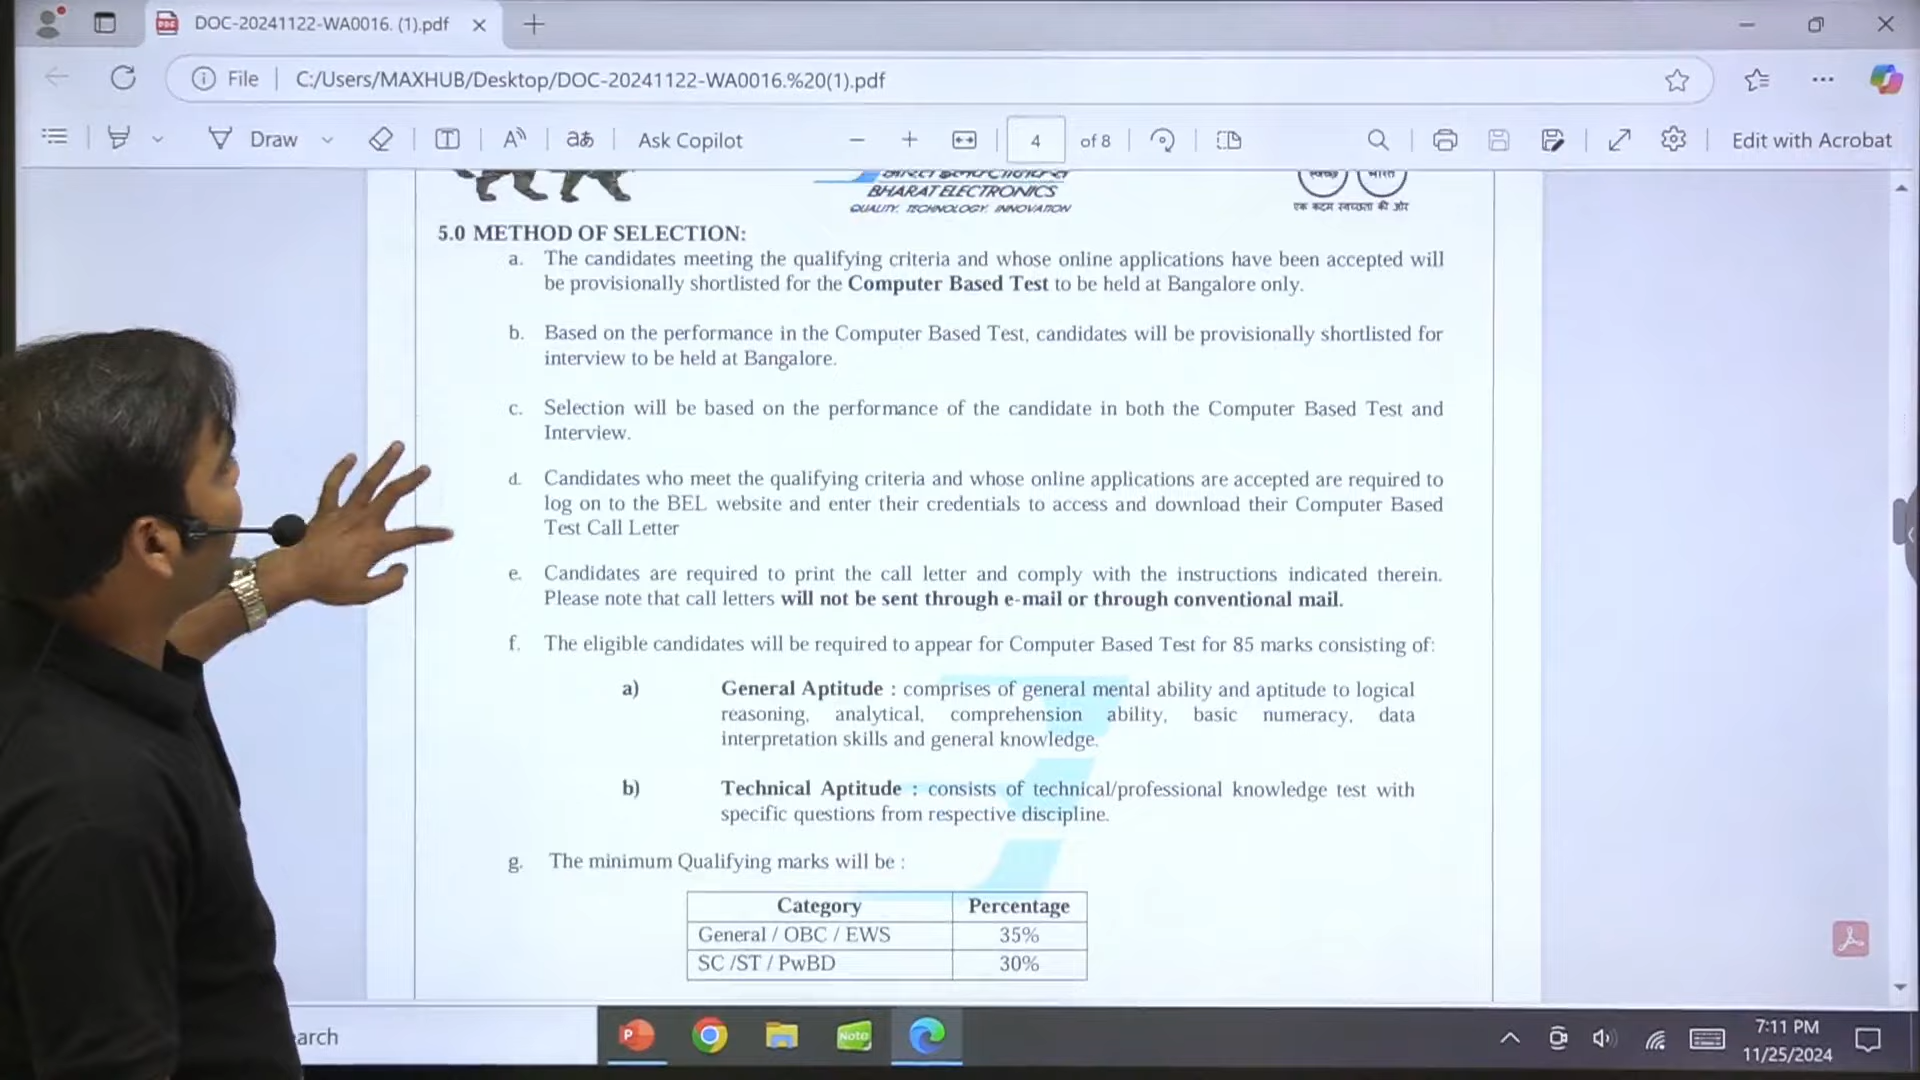 DOC-20241122-WA0016. (1).pdf
File
C:/Users/MAXHUB/Desktop/DOC-20241122-WA0016.%20(1).pdf
Draw
aあ
Ask Copilot
4 of 8
Edit with Acrobat
BHARAT ELECTRONICS
QUALITY. TECHNOLOGY. INNOVATION
एक कदम स्वच्छता की ओर
5.0 METHOD OF SELECTION:
a. The candidates meeting the qualifying criteria and whose online applications have been accepted will
be provisionally shortlisted for the Computer Based Test to be held at Bangalore only.
b. Based on the performance in the Computer Based Test, candidates will be provisionally shortlisted for
interview to be held at Bangalore.
c. Selection will be based on the performance of the candidate in both the Computer Based Test and
Interview.
d. Candidates who meet the qualifying criteria and whose online applications are accepted are required to
log on to the BEL website and enter their credentials to access and download their Computer Based
Test Call Letter
e. Candidates are required to print the call letter and comply with the instructions indicated therein.
Please note that call letters will not be sent through e-mail or through conventional mail.
f. The eligible candidates will be required to appear for Computer Based Test for 85 marks consisting of:
a) General Aptitude : comprises of general mental ability and aptitude to logical
reasoning, analytical, comprehension ability, basic numeracy, data
interpretation skills and general knowledge.
b) Technical Aptitude : consists of technical/professional knowledge test with
specific questions from respective discipline.
g. The minimum Qualifying marks will be :
Category Percentage
General / OBC / EWS 35%
SC /ST / PwBD 30%
arch
Note
7:11 PM
11/25/2024